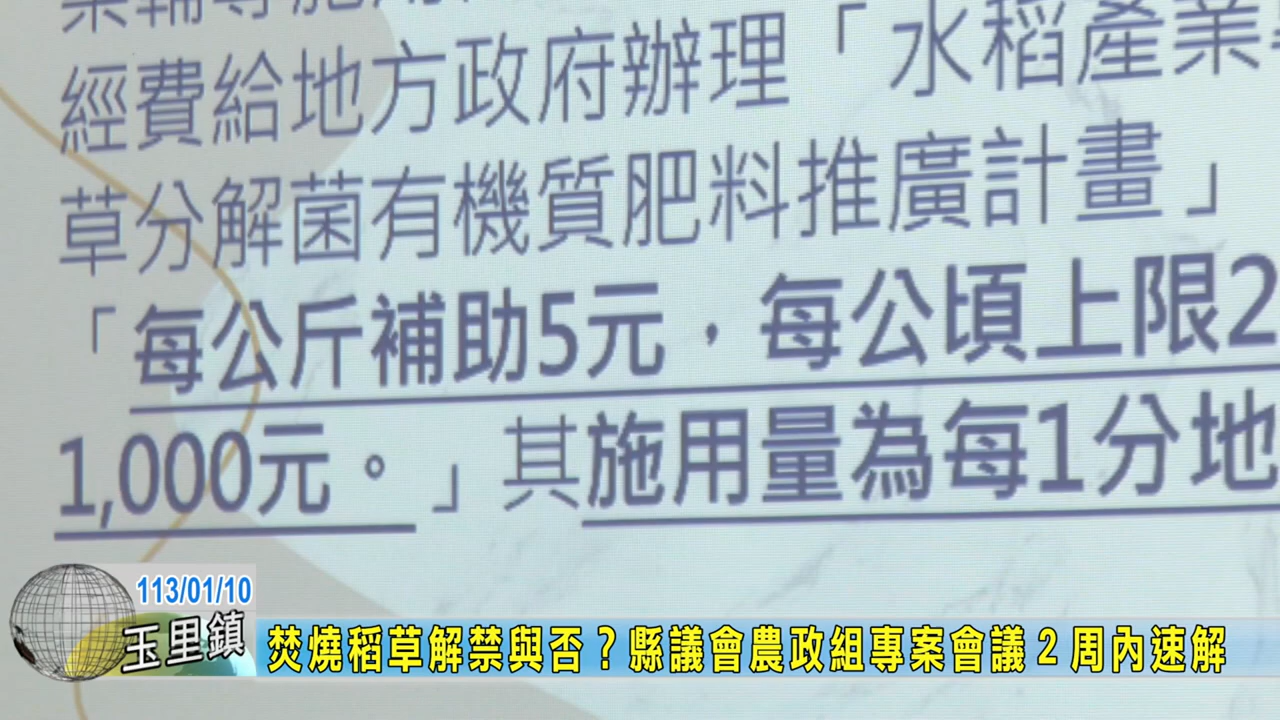 經費給地方政府辦理「水稻產業
草分解菌有機質肥料推廣計畫」
「每公斤補助5元，每公頃上限2
1,000元。」其施用量為每1分地
113/01/10
玉里鎮
焚燒稻草解禁與否？縣議會農政組專案會議2周內速解